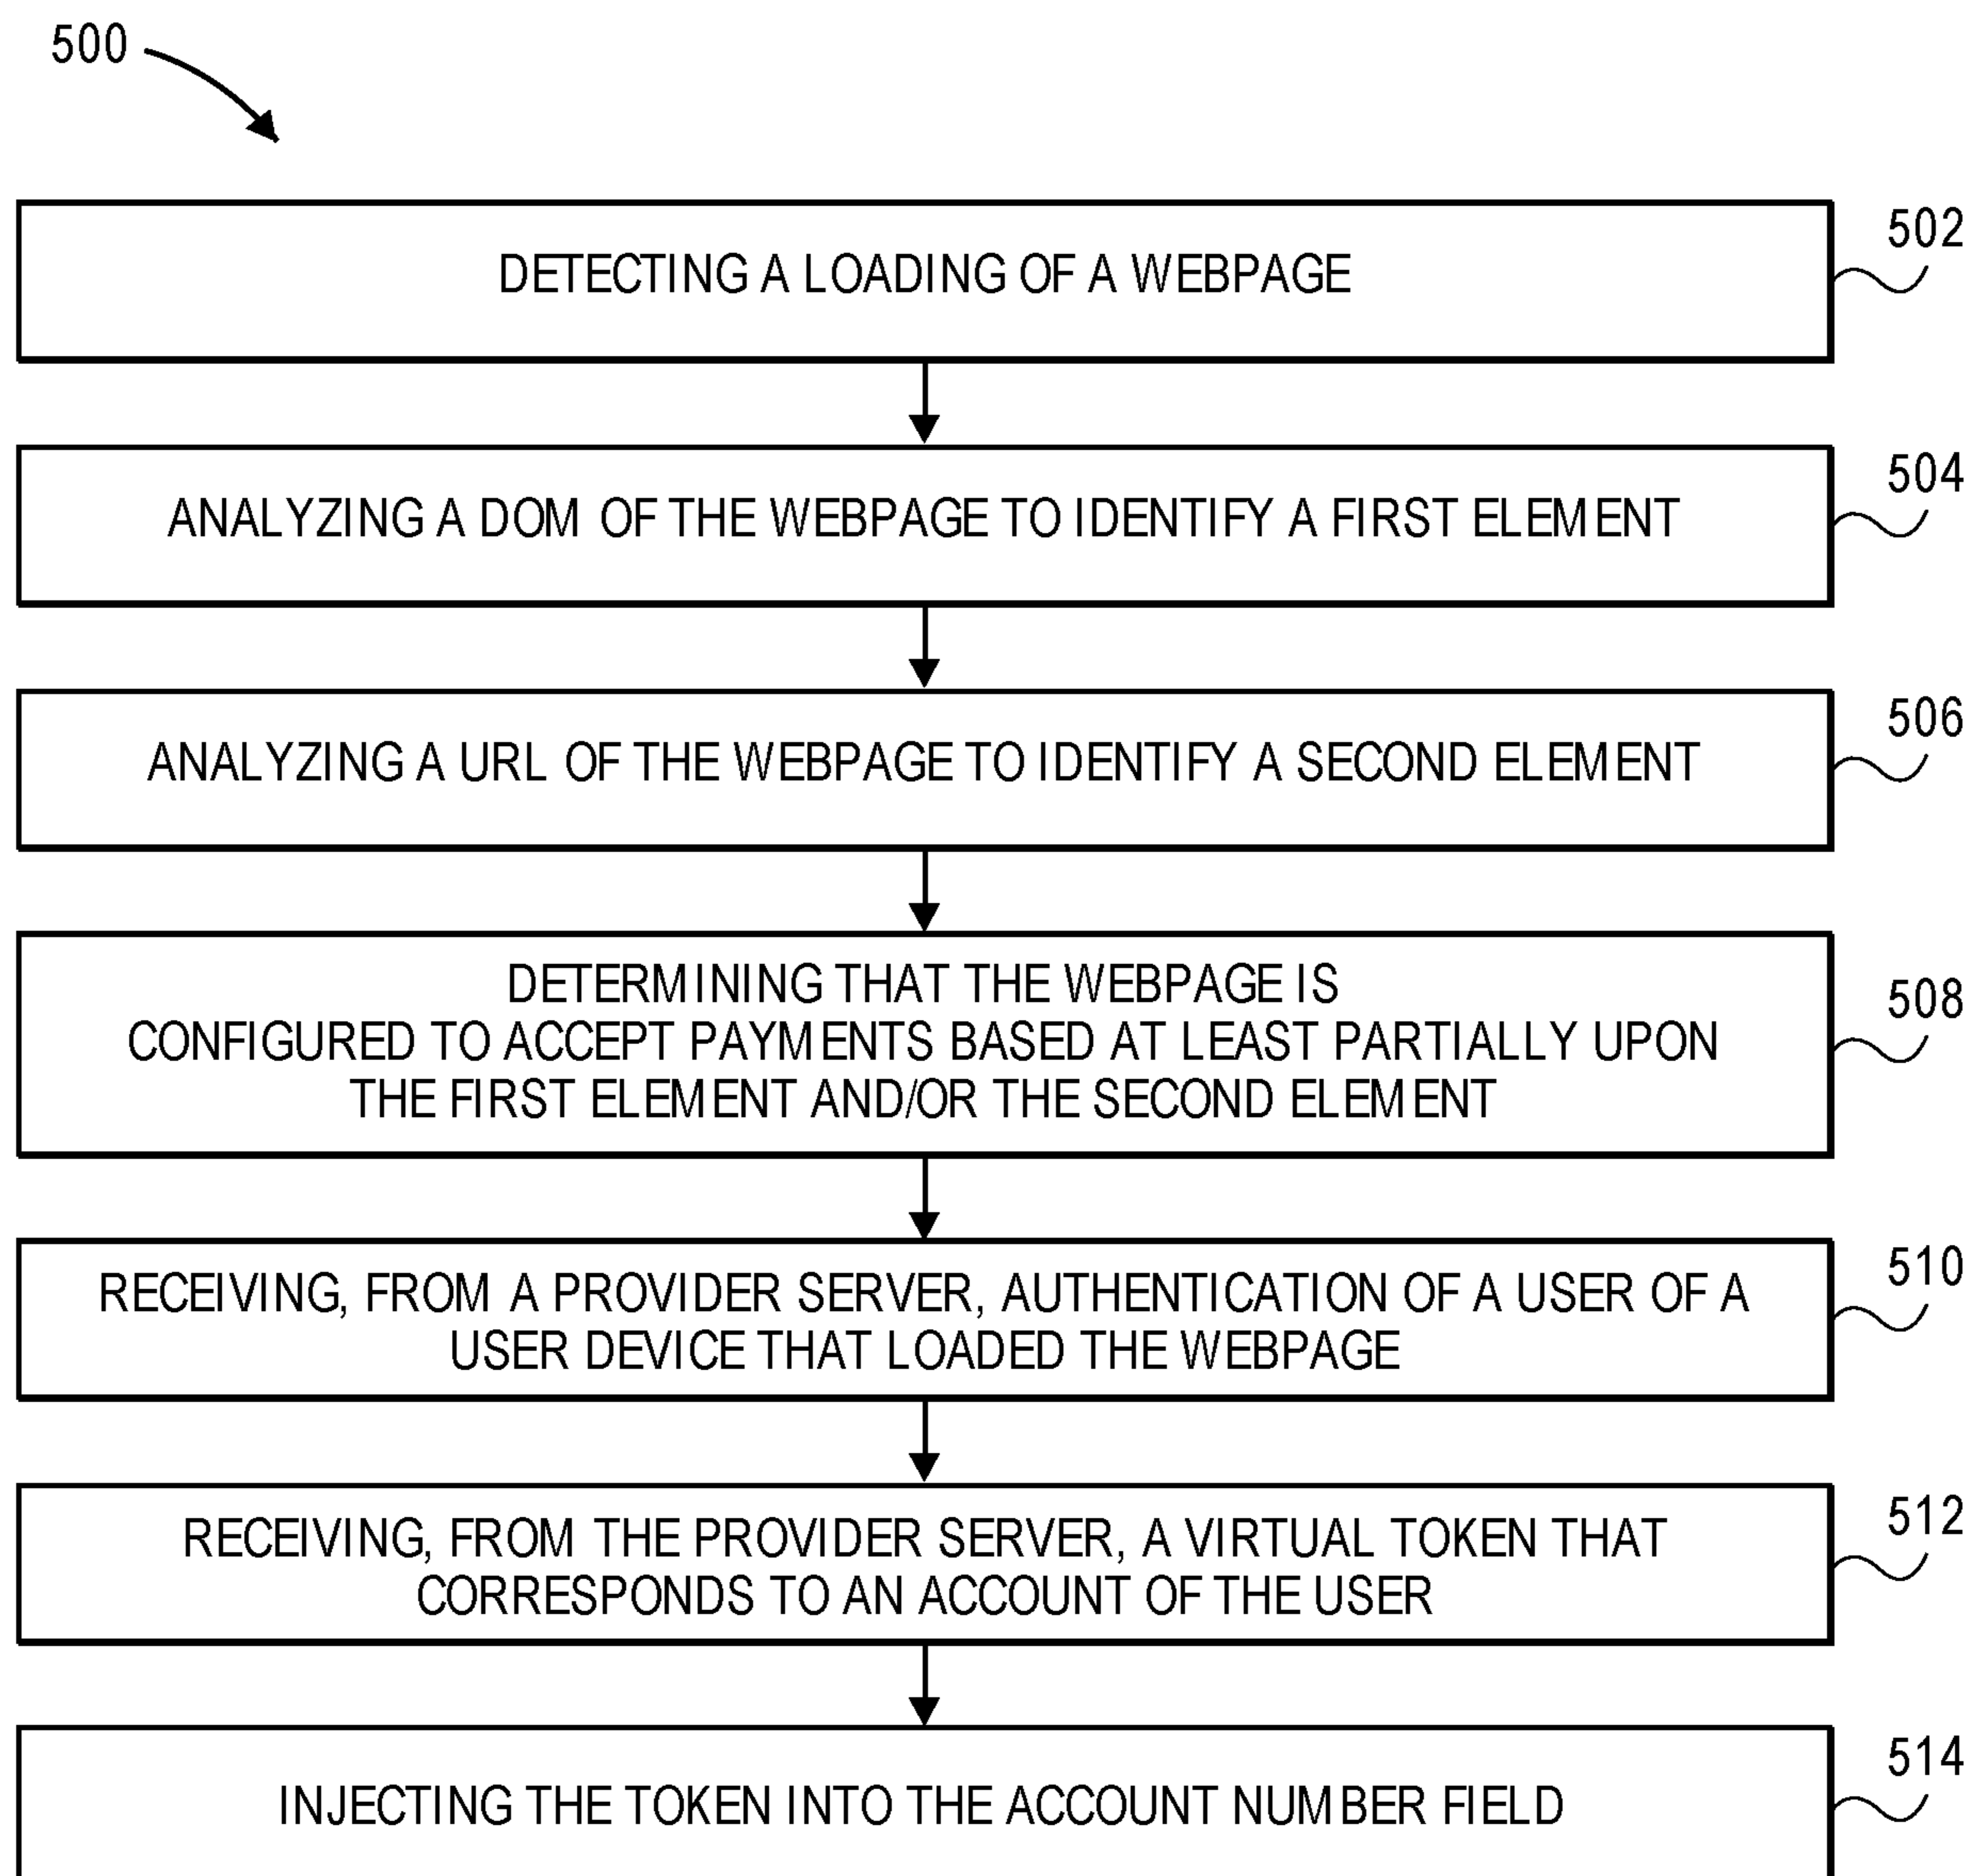 500
DETECTING A LOADING OF A WEBPAGE
502
ANALYZING A DOM OF THE WEBPAGE TO IDENTIFY A FIRST ELEMENT
504
ANALYZING A URL OF THE WEBPAGE TO IDENTIFY A SECOND ELEMENT
506
DETERMINING THAT THE WEBPAGE IS
CONFIGURED TO ACCEPT PAYMENTS BASED AT LEAST PARTIALLY UPON
THE FIRST ELEMENT AND/OR THE SECOND ELEMENT
508
RECEIVING, FROM A PROVIDER SERVER, AUTHENTICATION OF A USER OF A
USER DEVICE THAT LOADED THE WEBPAGE
510
RECEIVING, FROM THE PROVIDER SERVER, A VIRTUAL TOKEN THAT
CORRESPONDS TO AN ACCOUNT OF THE USER
512
INJECTING THE TOKEN INTO THE ACCOUNT NUMBER FIELD
514